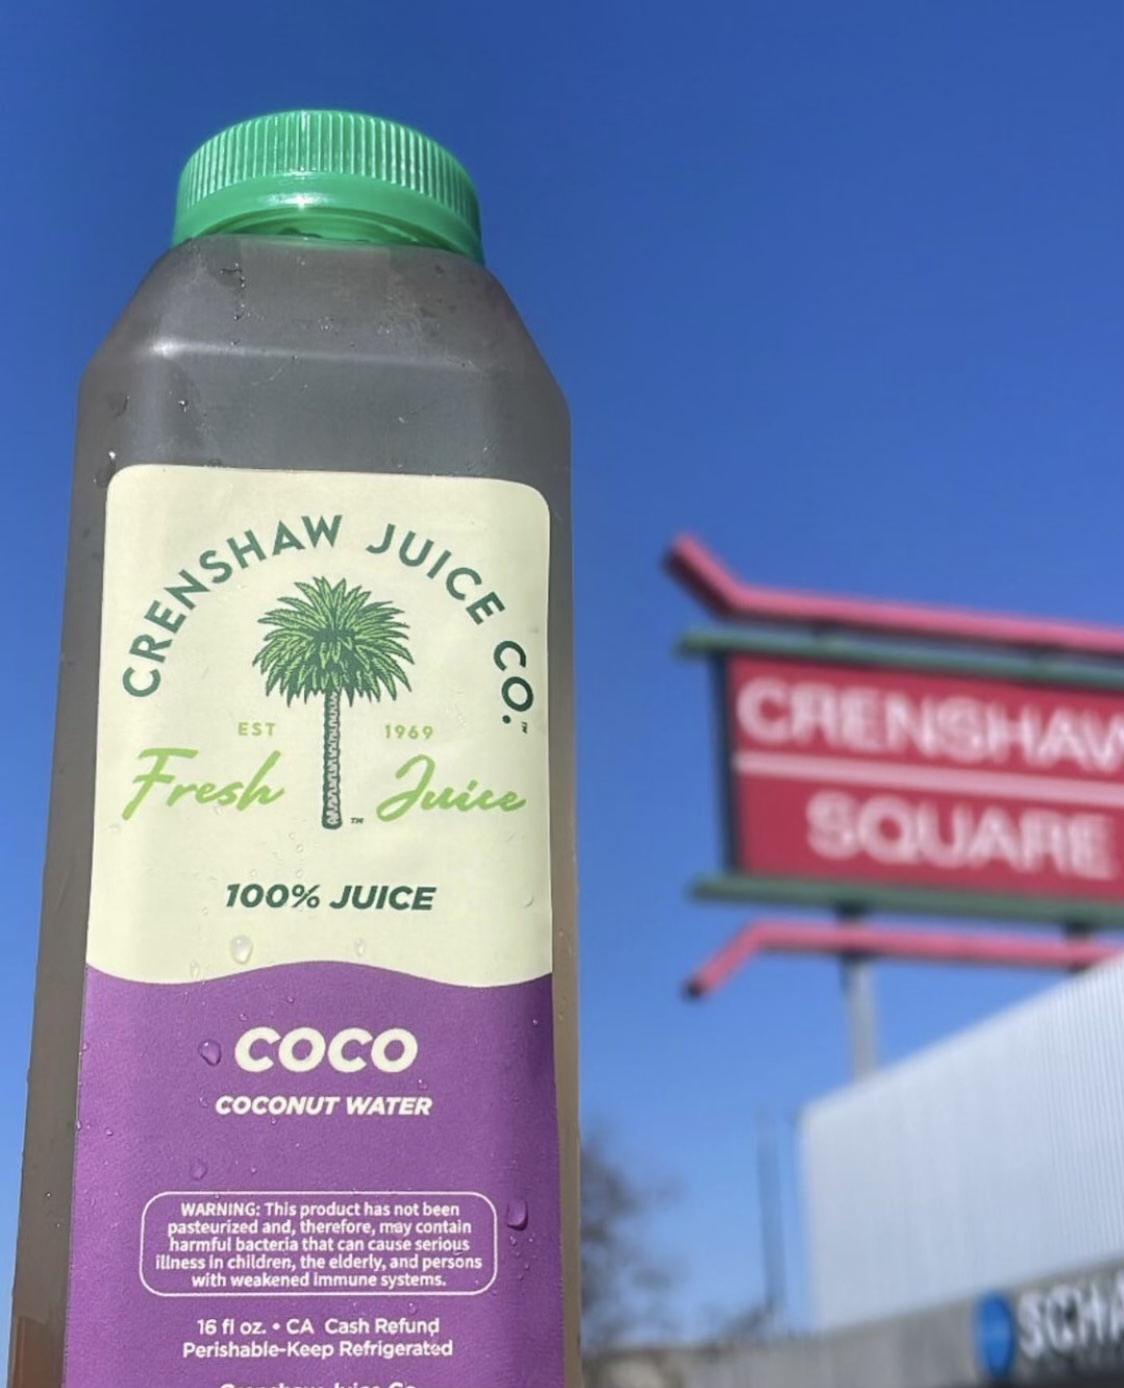 CRENSHAW JUICE CO.™
EST 1969
Fresh Juice
™
100% JUICE
COCO
COCONUT WATER
WARNING: This product has not been
pasteurized and, therefore, may contain
harmful bacteria that can cause serious
illness in children, the elderly, and persons
with weakened immune systems.
16 fl oz. • CA Cash Refund
Perishable-Keep Refrigerated
CRENSHAW
SQUARE